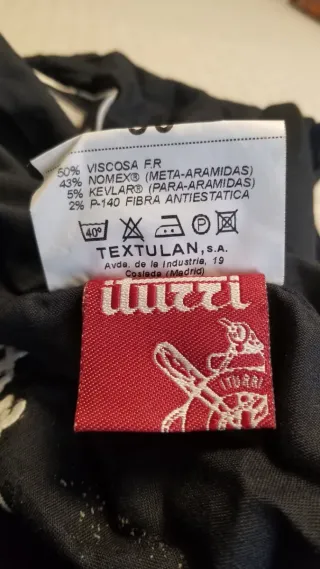 50% VISCOSA F.R
43% NOMEX® (META-ARAMIDAS)
5% KEVLAR® (PARA-ARAMIDAS)
2% P-140 FIBRA ANTIESTATICA
40° P
TEXTULAN, S.A.
Avda. de la Industria, 19
Coslada (Madrid)
iturri
ITURRI